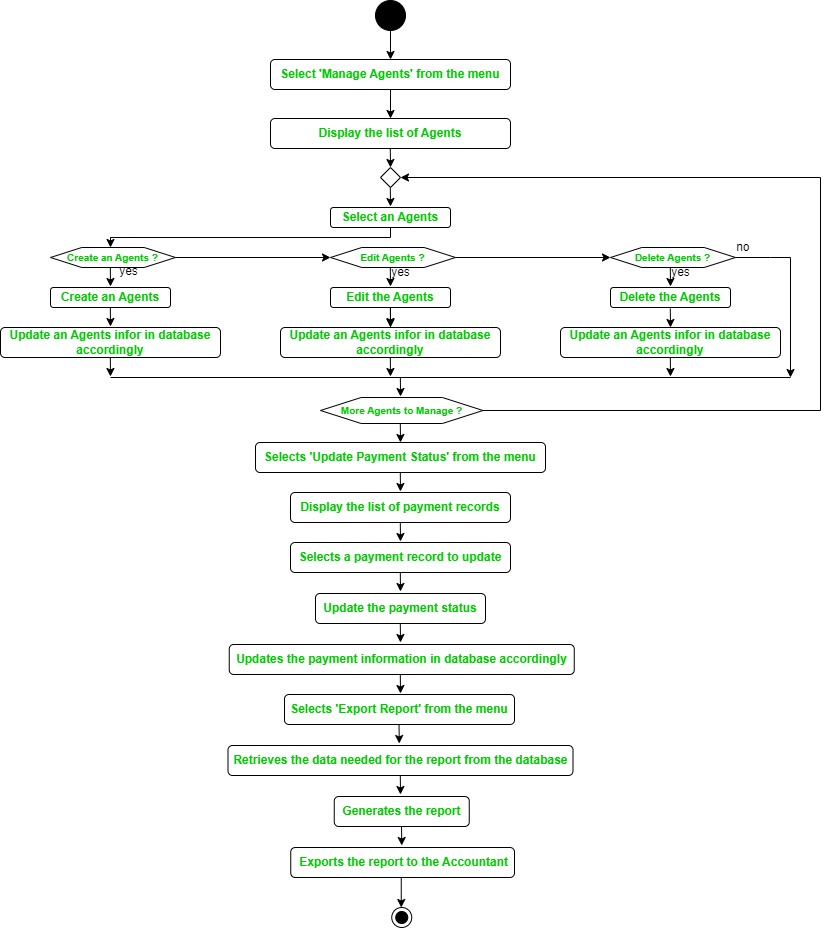 Select 'Manage Agents' from the menu
Display the list of Agents
Select an Agents
Create an Agents ?
Edit Agents ?
Delete Agents ?
no
yes
yes
yes
Create an Agents
Edit the Agents
Delete the Agents
Update an Agents infor in database
accordingly
Update an Agents infor in database
accordingly
Update an Agents infor in database
accordingly
More Agents to Manage ?
Selects 'Update Payment Status' from the menu
Display the list of payment records
Selects a payment record to update
Update the payment status
Updates the payment information in database accordingly
Selects 'Export Report' from the menu
Retrieves the data needed for the report from the database
Generates the report
Exports the report to the Accountant